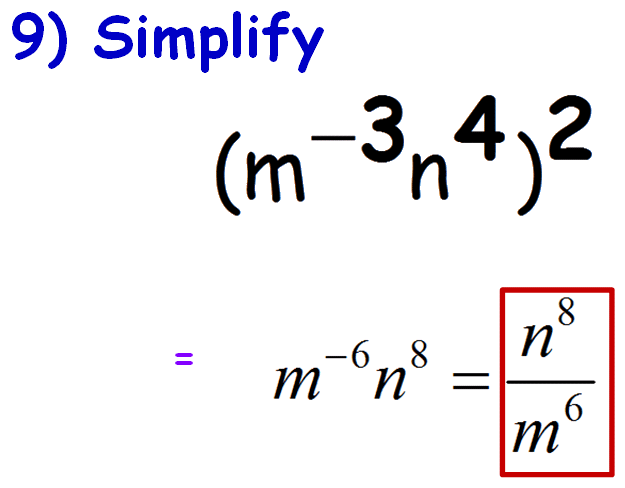 9) Simplify
(m⁻³n⁴)²
= m⁻⁶n⁸ = n⁸/m⁶